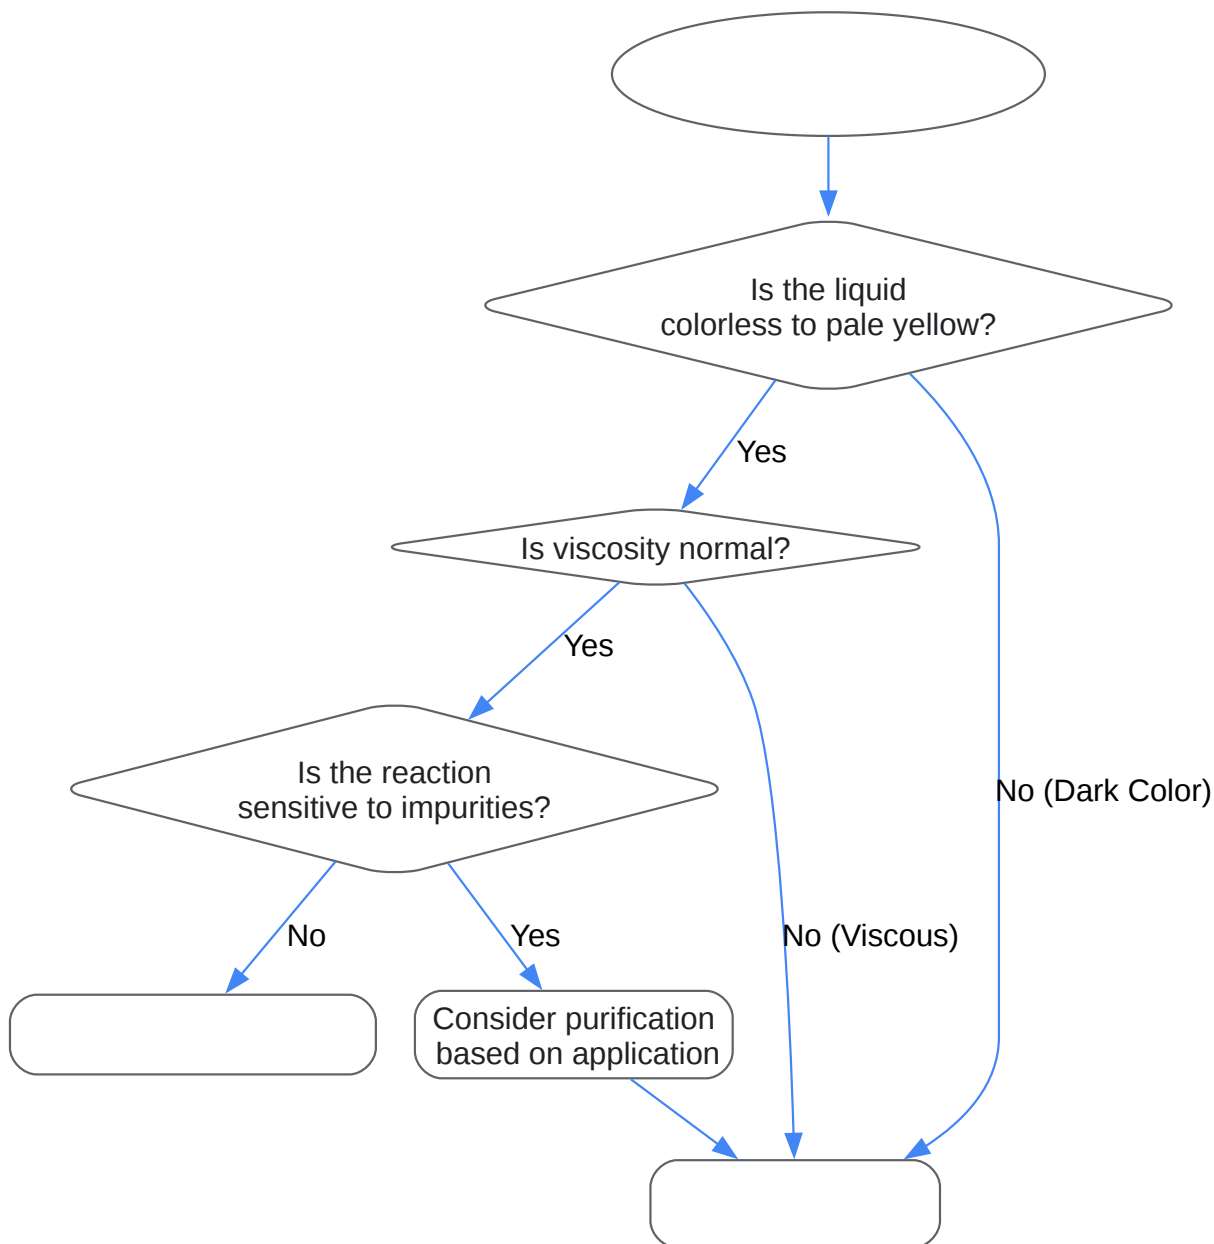 Is the liquid
colorless to pale yellow?
Yes
Is viscosity normal?
Yes
Is the reaction
sensitive to impurities?
No (Dark Color)
No
Yes
No (Viscous)
Consider purification
based on application